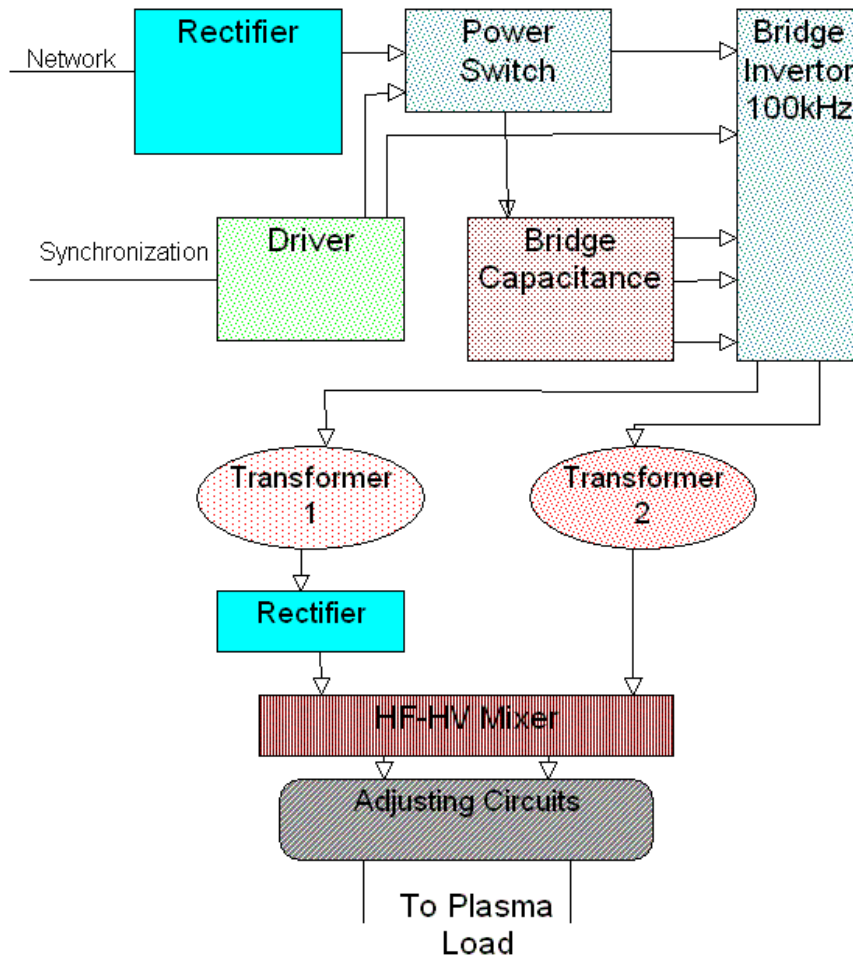 Rectifier
Power
Switch
Bridge
Invertor
100kHz
Network
Driver
Bridge
Capacitance
Synchronization
Transformer
1
Transformer
2
Rectifier
HF-HV Mixer
Adjusting Circuits
To Plasma
Load